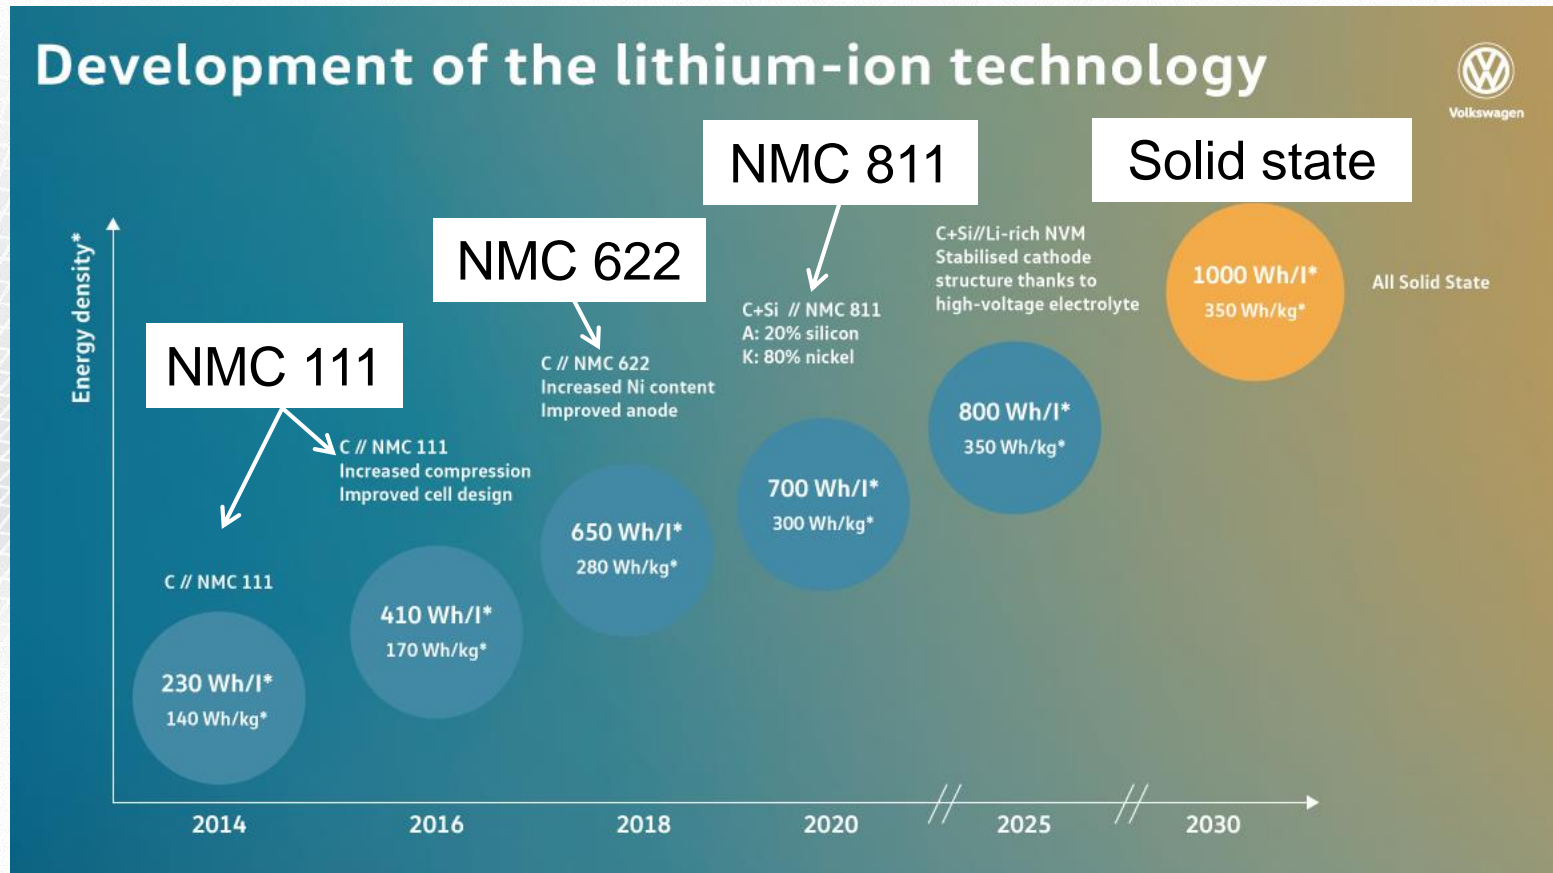 Development of the lithium-ion technology
Volkswagen
NMC 811
Solid state
NMC 622
NMC 111
Energy density*
C // NMC 111
230 Wh/l*
140 Wh/kg*
C // NMC 111
Increased compression
Improved cell design
410 Wh/l*
170 Wh/kg*
C // NMC 622
Increased Ni content
Improved anode
650 Wh/l*
280 Wh/kg*
C+Si // NMC 811
A: 20% silicon
K: 80% nickel
700 Wh/l*
300 Wh/kg*
C+Si//Li-rich NVM
Stabilised cathode
structure thanks to
high-voltage electrolyte
800 Wh/l*
350 Wh/kg*
1000 Wh/l*
350 Wh/kg*
All Solid State
2014
2016
2018
2020
2025
2030